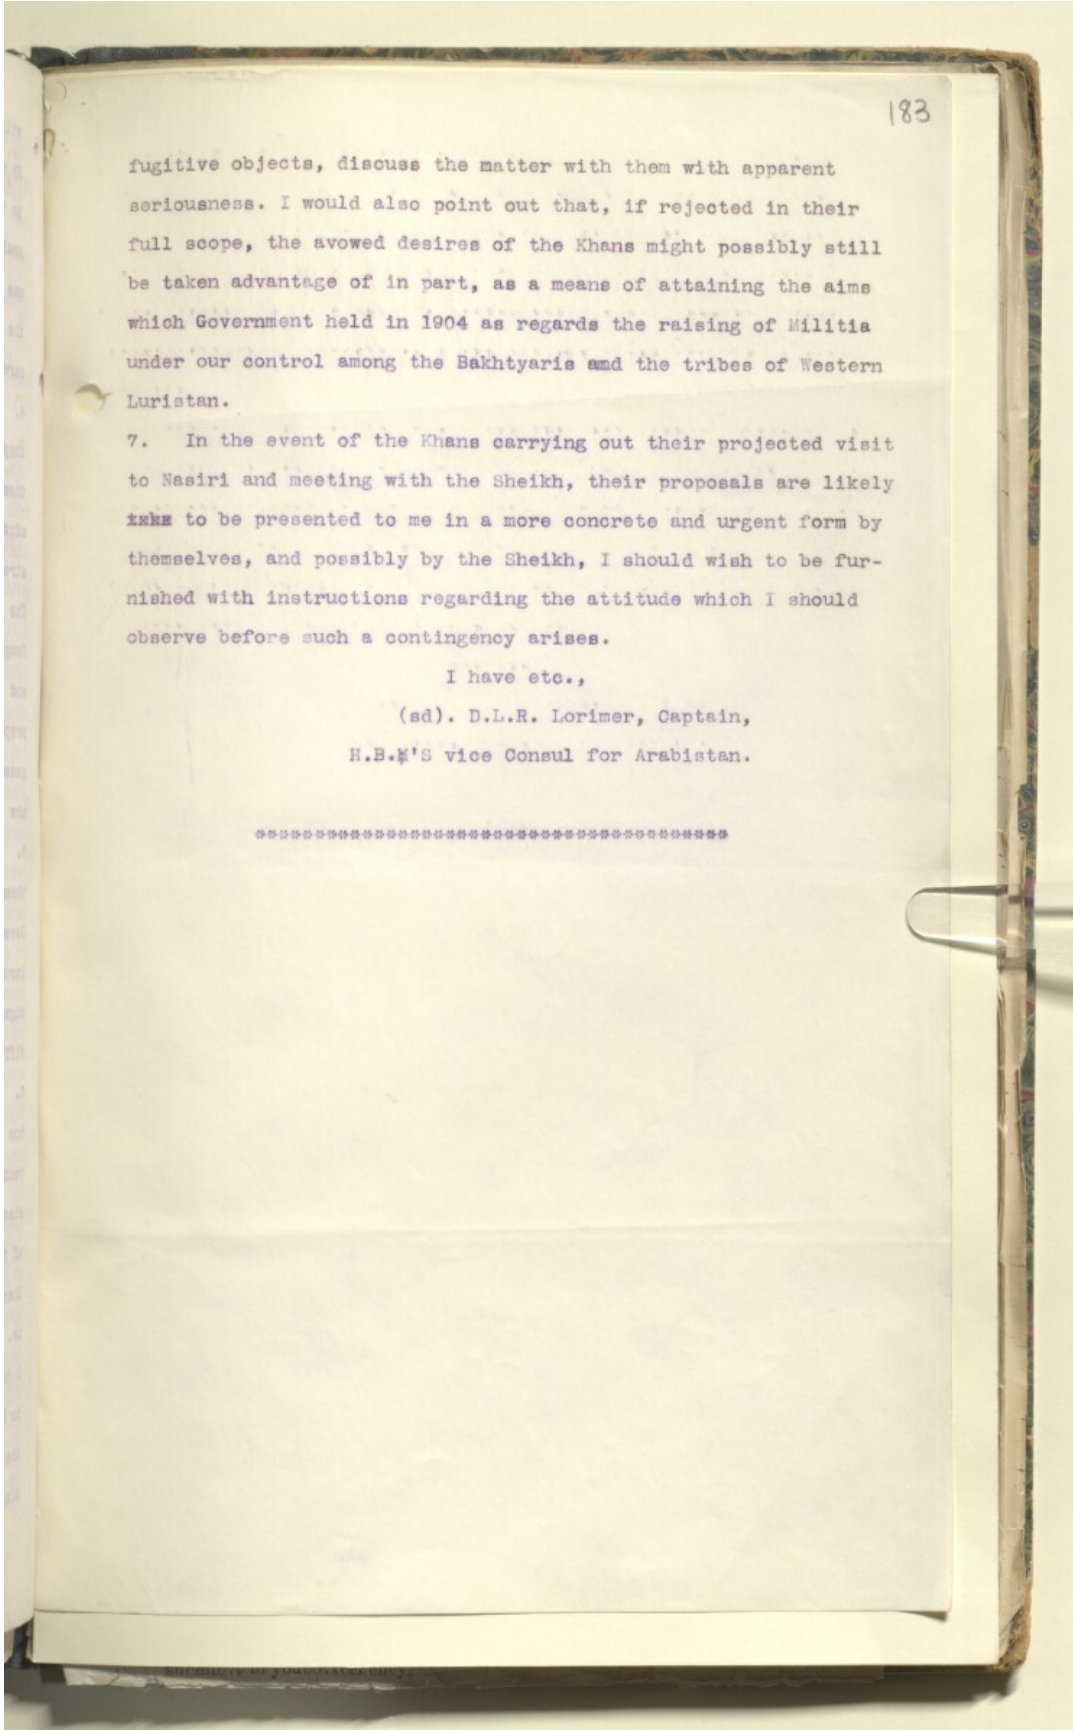 183
fugitive objects, discuss the matter with them with apparent
seriousness. I would also point out that, if rejected in their
full scope, the avowed desires of the Khans might possibly still
be taken advantage of in part, as a means of attaining the aims
which Government held in 1904 as regards the raising of Militia
under our control among the Bakhtyaris amd the tribes of Western
Luristan.
7. In the event of the Khans carrying out their projected visit
to Nasiri and meeting with the Sheikh, their proposals are likely
to be presented to me in a more concrete and urgent form by
themselves, and possibly by the Sheikh, I should wish to be fur-
nished with instructions regarding the attitude which I should
observe before such a contingency arises.
I have etc.,
(sd). D.L.R. Lorimer, Captain,
H.B.M'S vice Consul for Arabistan.
****************************************